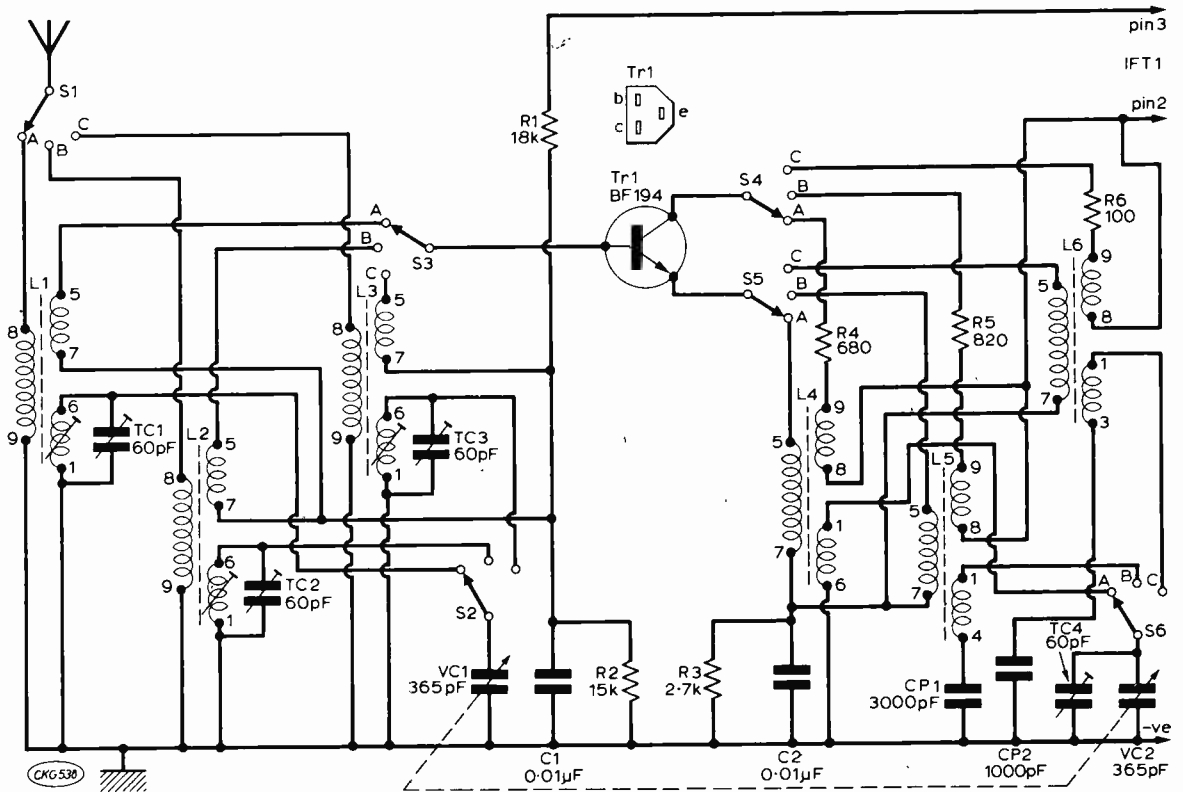 pin3
IFT1
pin2
S1
A
B
C
R1
18k
Tr1
b
c
e
Tr1
BF194
S4
C
B
A
R6
100
A
B
S3
C
S5
C
B
A
L1
5
8
7
6
9
1
TC1
60pF
L2
5
8
7
6
9
1
TC2
60pF
L3
5
8
7
6
9
1
TC3
60pF
R4
680
R5
820
L4
9
5
8
1
7
6
L5
9
5
8
1
7
4
L6
9
5
8
1
7
3
A
B
C
S6
S2
VC1
365pF
R2
15k
R3
2.7k
CP1
3000pF
TC4
60pF
-ve
C1
0·01µF
C2
0·01µF
CP2
1000pF
VC2
365pF
CKG538